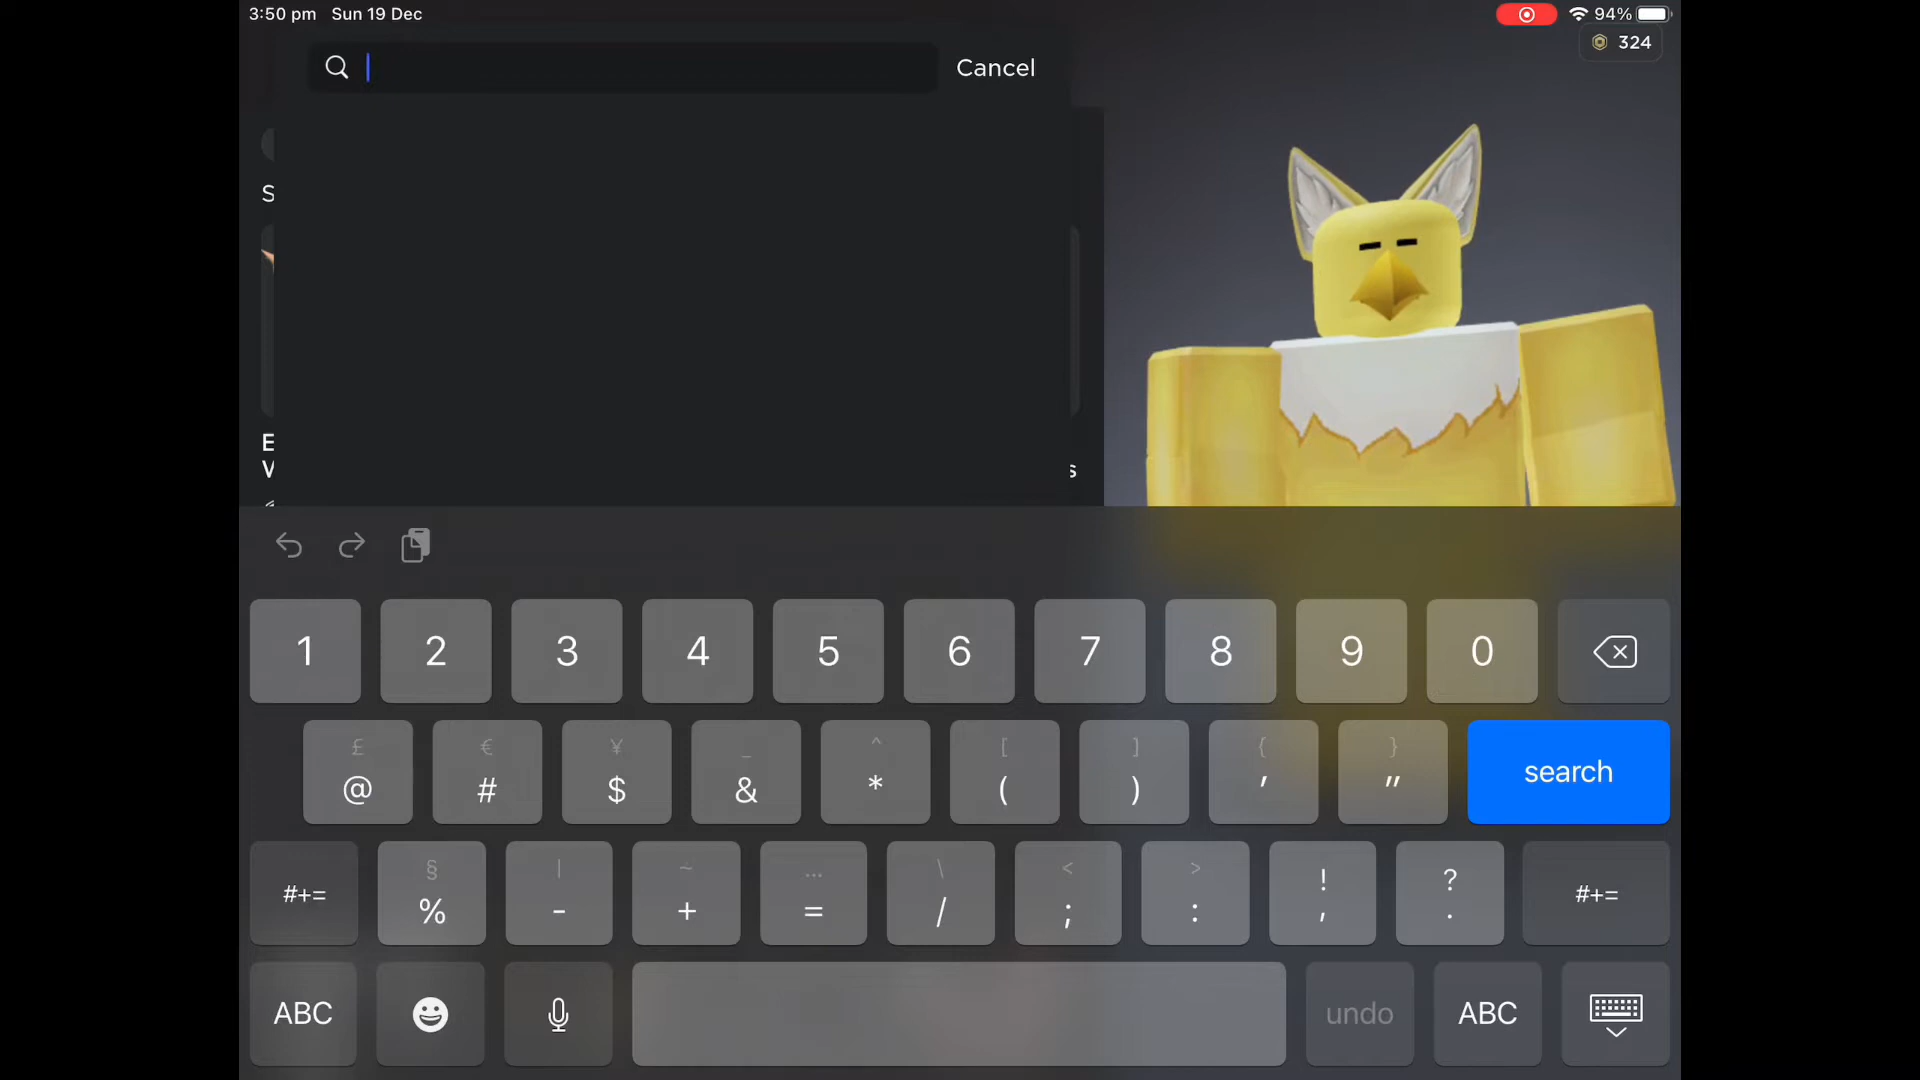 3:50 pm Sun 19 Dec 94%
324
Cancel
S
E
s
1 2 3 4 5 6 7 8 9 0
£ € ¥ _ ^ [ ] { }
@ # $ & * ( ) ' " search
§ | ~ ... \ < > ! ?
#+= % - + = / ; : , . #+=
ABC undo ABC